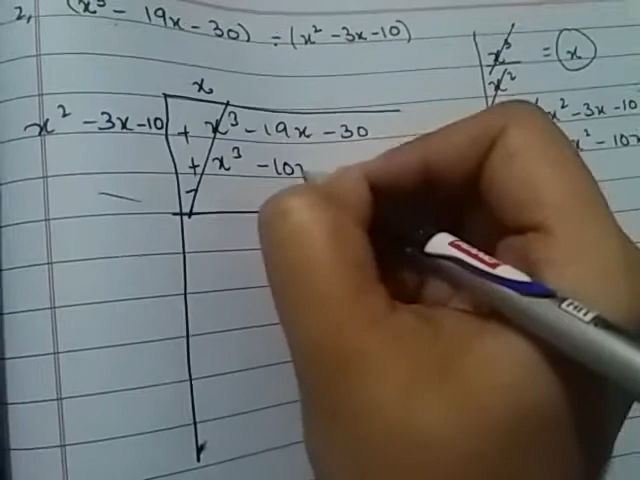 2, (x³ - 19x - 30) ÷ (x² - 3x - 10)
x³/x² = x
x
x² - 3x - 10 + x³ - 19x - 30
x² - 3x - 10
+ x³ - 10x
x² - 10x
-